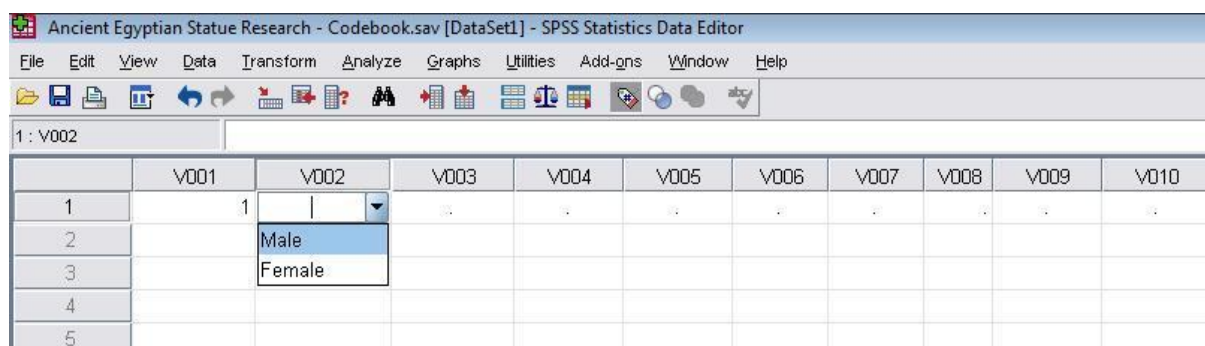 Ancient Egyptian Statue Research - Codebook.sav [DataSet1] - SPSS Statistics Data Editor
File Edit View Data Transform Analyze Graphs Utilities Add-ons Window Help
1 : V002
V001 V002 V003 V004 V005 V006 V007 V008 V009 V010
1 1 . . . . . . . .
2 Male
3 Female
4
5